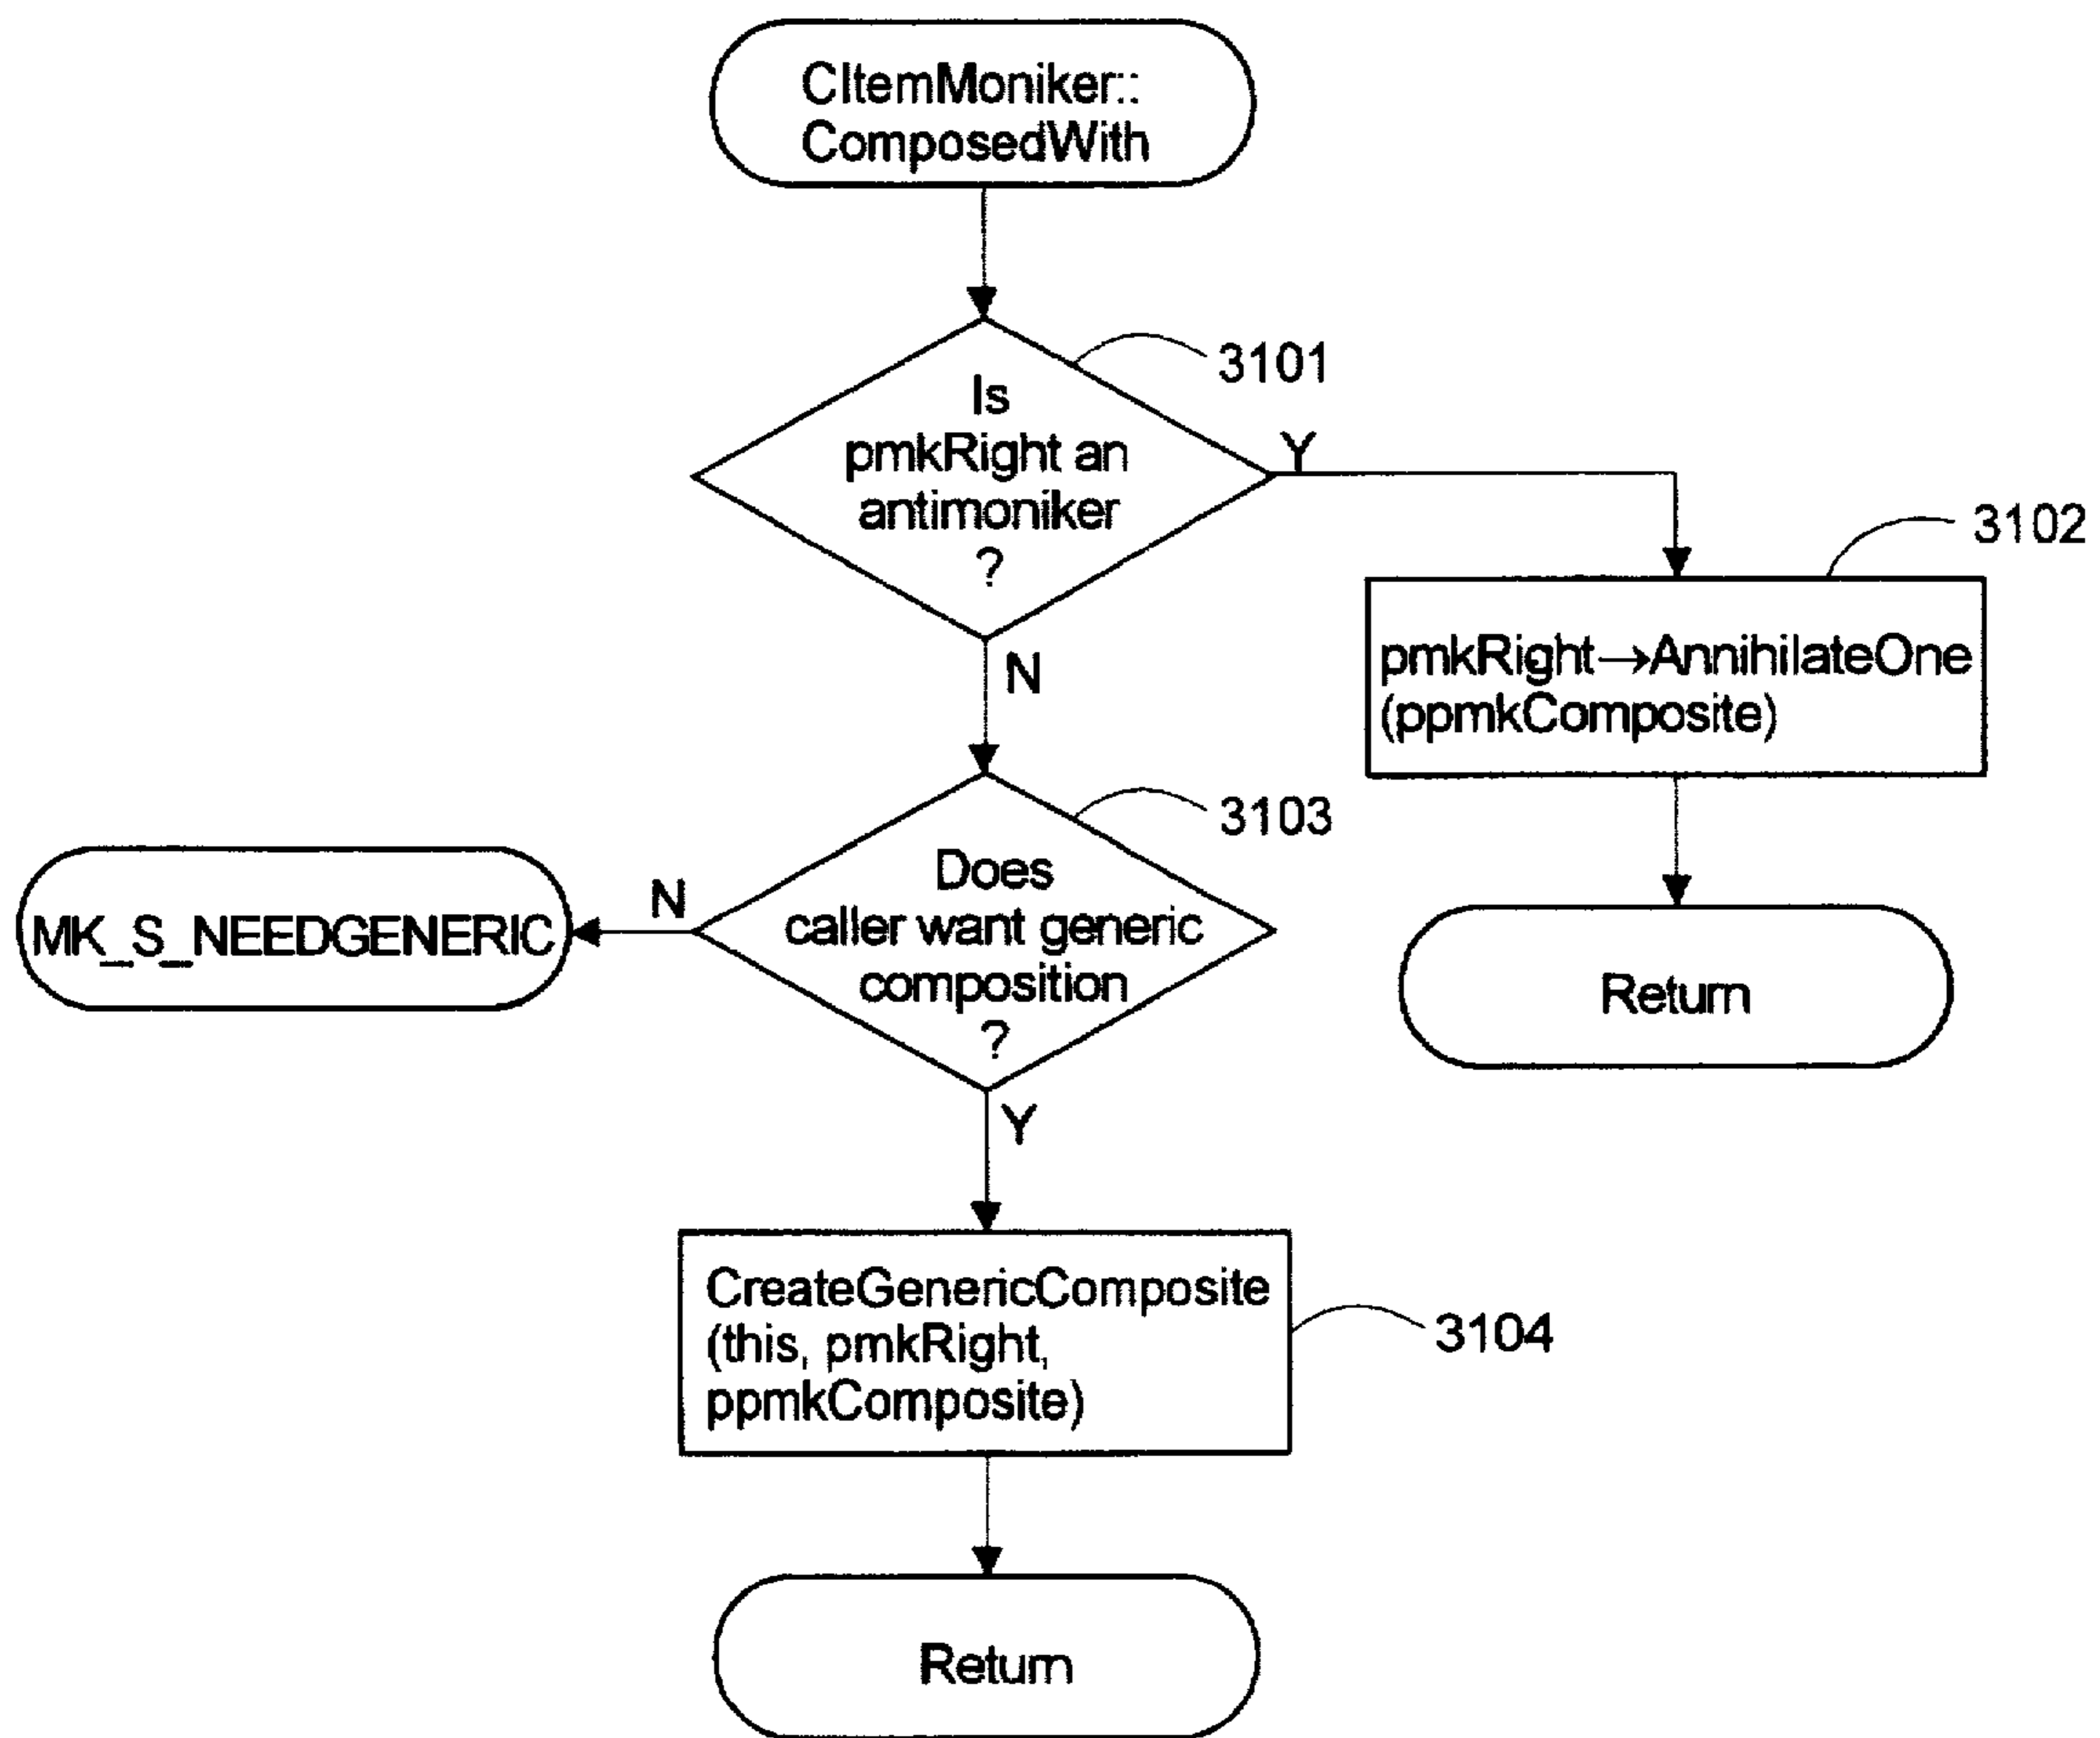 CItemMoniker::
ComposedWith
3101
Is
pmkRight an
antimoniker
?
Y
3102
pmkRight→AnnihilateOne
(ppmkComposite)
N
3103
Does
caller want generic
composition
?
N
MK_S_NEEDGENERIC
Return
Y
CreateGenericComposite
(this, pmkRight,
ppmkComposite)
3104
Return